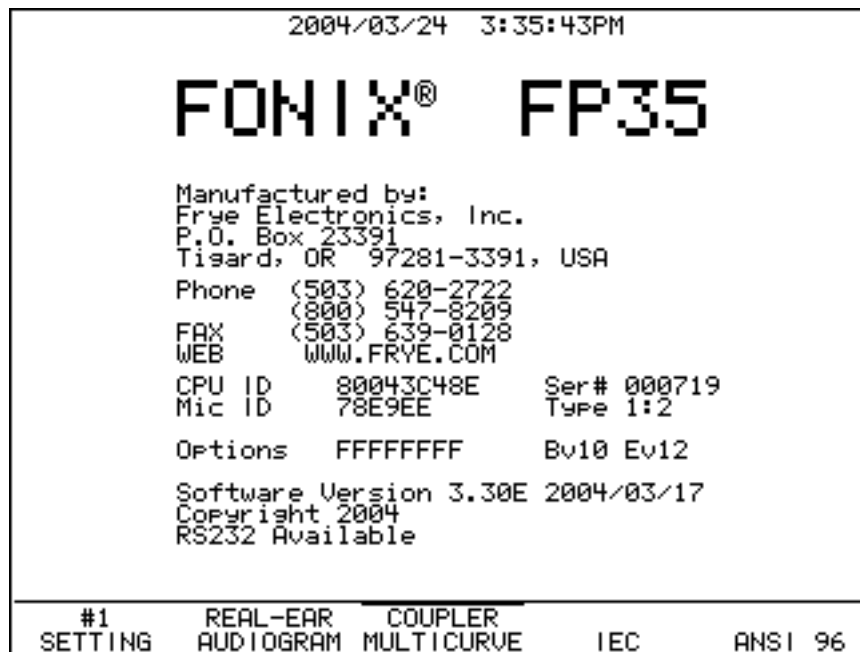 2004/03/24 3:35:43PM
FONIX® FP35
Manufactured by:
Frye Electronics, Inc.
P.O. Box 23391
Tigard, OR 97281-3391, USA
Phone (503) 620-2722
(800) 547-8209
FAX (503) 639-0128
WEB WWW.FRYE.COM
CPU ID 80043C48E Ser# 000719
Mic ID 78E9EE Type 1:2
Options FFFFFFFF Bv10 Ev12
Software Version 3.30E 2004/03/17
Copyright 2004
RS232 Available
#1 REAL-EAR COUPLER
SETTING AUDIOGRAM MULTICURVE IEC ANSI 96